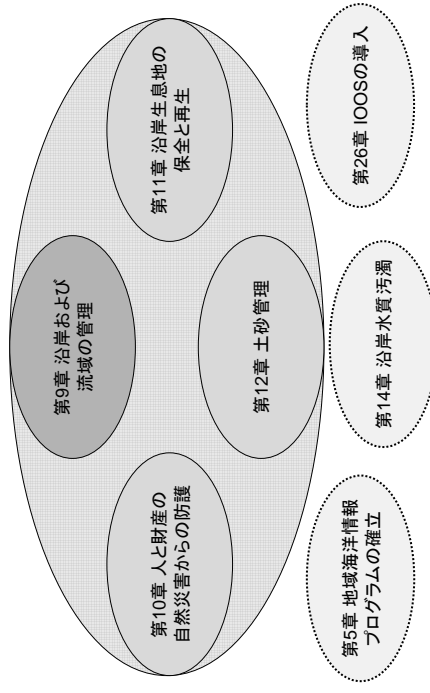 第9章 沿岸および
流域の管理
第10章 人と財産の
自然災害からの防護
第11章 沿岸生息地の
保全と再生
第12章 土砂管理
第5章 地域海洋情報
プログラムの確立
第14章 沿岸水質汚濁
第26章 IOOSの導入